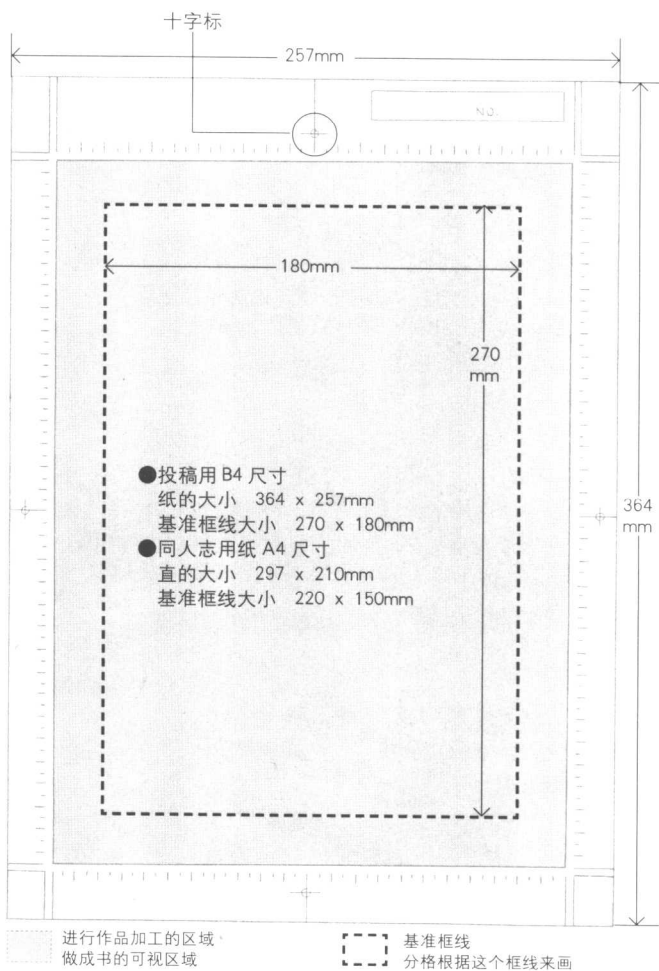 十字标
257mm
NO.
180mm
270
mm
●投稿用 B4 尺寸
纸的大小 364 x 257mm
基准框线大小 270 x 180mm
●同人志用纸 A4 尺寸
直的大小 297 x 210mm
基准框线大小 220 x 150mm
364
mm
进行作品加工的区域
做成书的可视区域
基准框线
分格根据这个框线来画